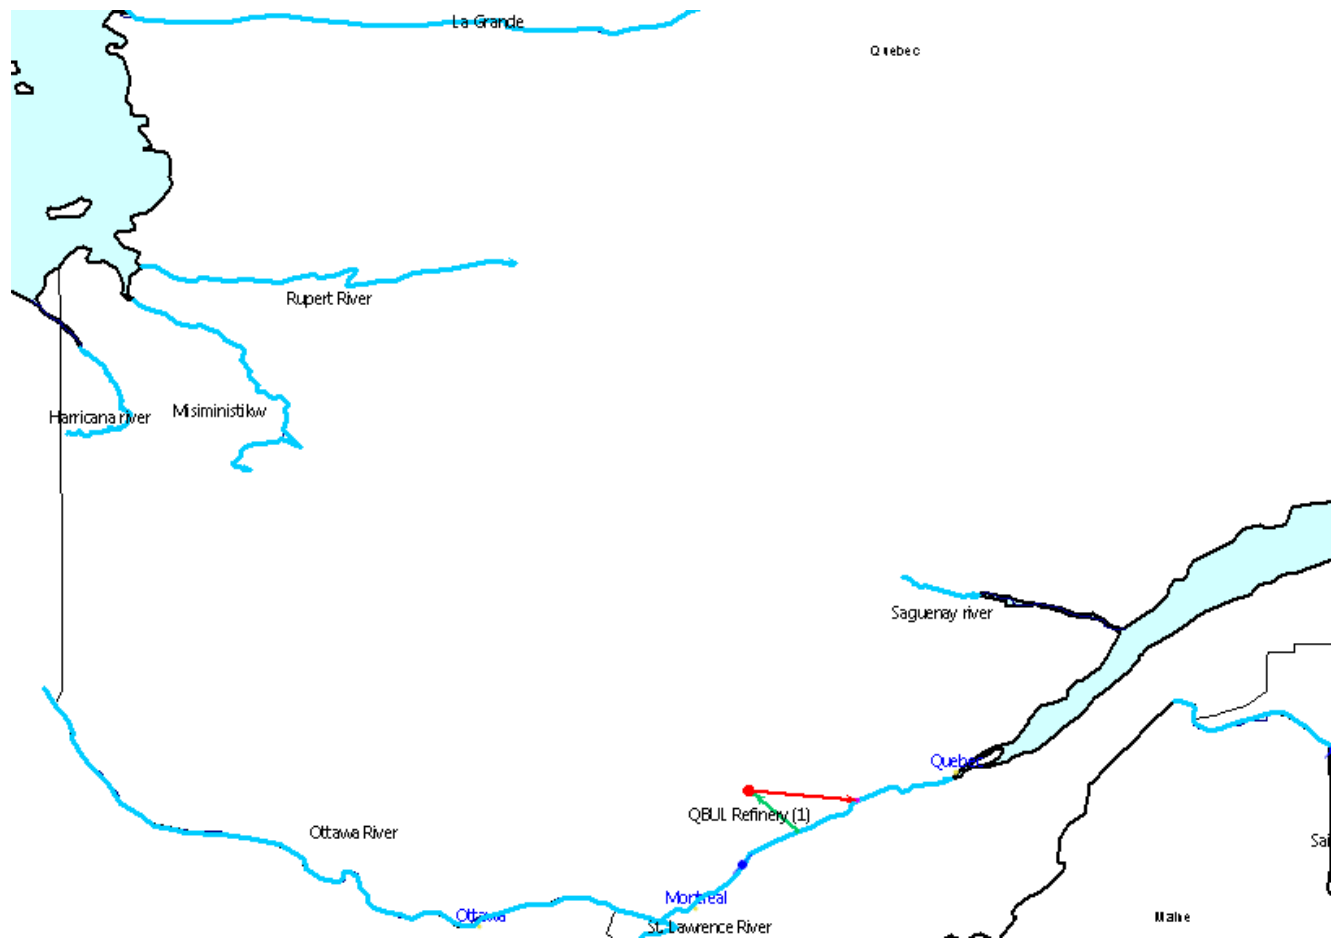 La Grande
Quebec
Rupert River
Harricana river
Misiministikw
Saguenay river
Quebec
QBUL Refinery (1)
Ottawa River
Sai
Montreal
Ottawa
St. Lawrence River
Maine